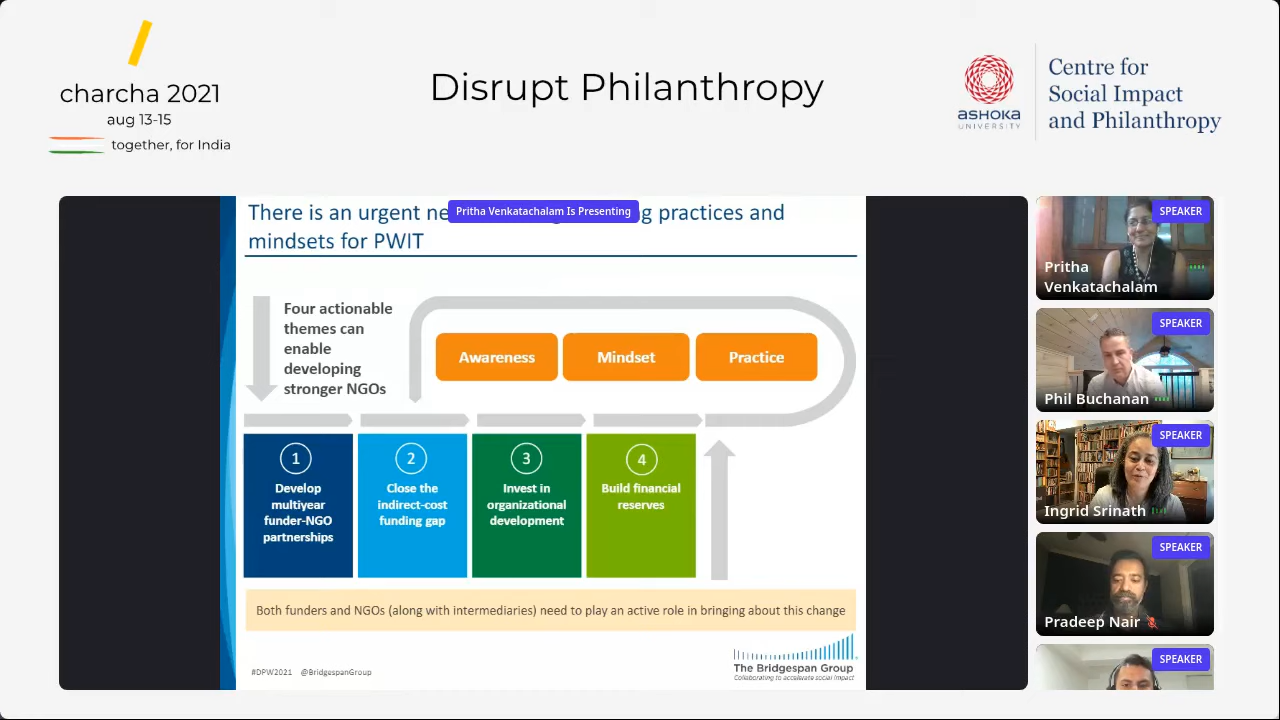 charcha 2021
aug 13-15
together, for India
Disrupt Philanthropy
ASHOKA
UNIVERSITY
Centre for
Social Impact
and Philanthropy
There is an urgent ne
g practices and
mindsets for PWIT
Pritha Venkatachalam Is Presenting
Four actionable
themes can
enable
developing
stronger NGOs
Awareness
Mindset
Practice
1
Develop
multiyear
funder-NGO
partnerships
2
Close the
indirect-cost
funding gap
3
Invest in
organizational
development
4
Build financial
reserves
Both funders and NGOs (along with intermediaries) need to play an active role in bringing about this change
#DPW2021 @BridgespanGroup
The Bridgespan Group
Collaborating to accelerate social impact
SPEAKER
Pritha
Venkatachalam
SPEAKER
Phil Buchanan
SPEAKER
Ingrid Srinath
SPEAKER
Pradeep Nair
SPEAKER